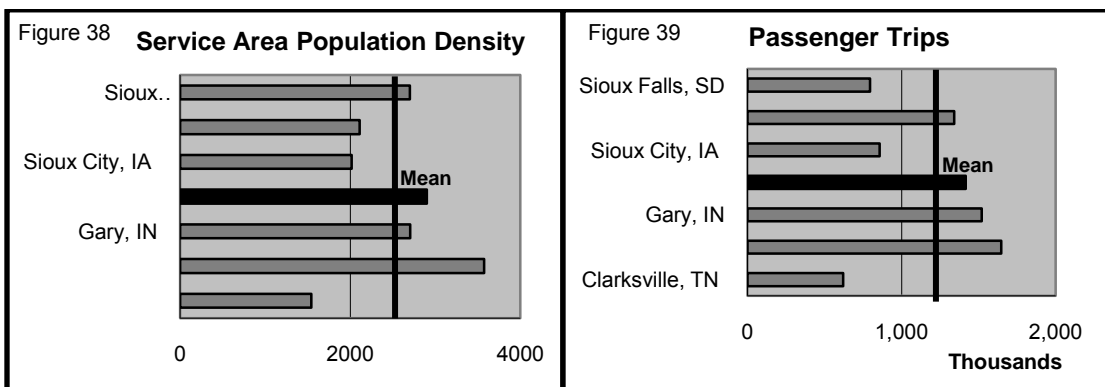 Figure 38
Service Area Population Density
Sioux..
Sioux City, IA
Mean
Gary, IN
0 2000 4000
Figure 39
Passenger Trips
Sioux Falls, SD
Sioux City, IA
Mean
Gary, IN
Clarksville, TN
0 1,000 2,000
Thousands